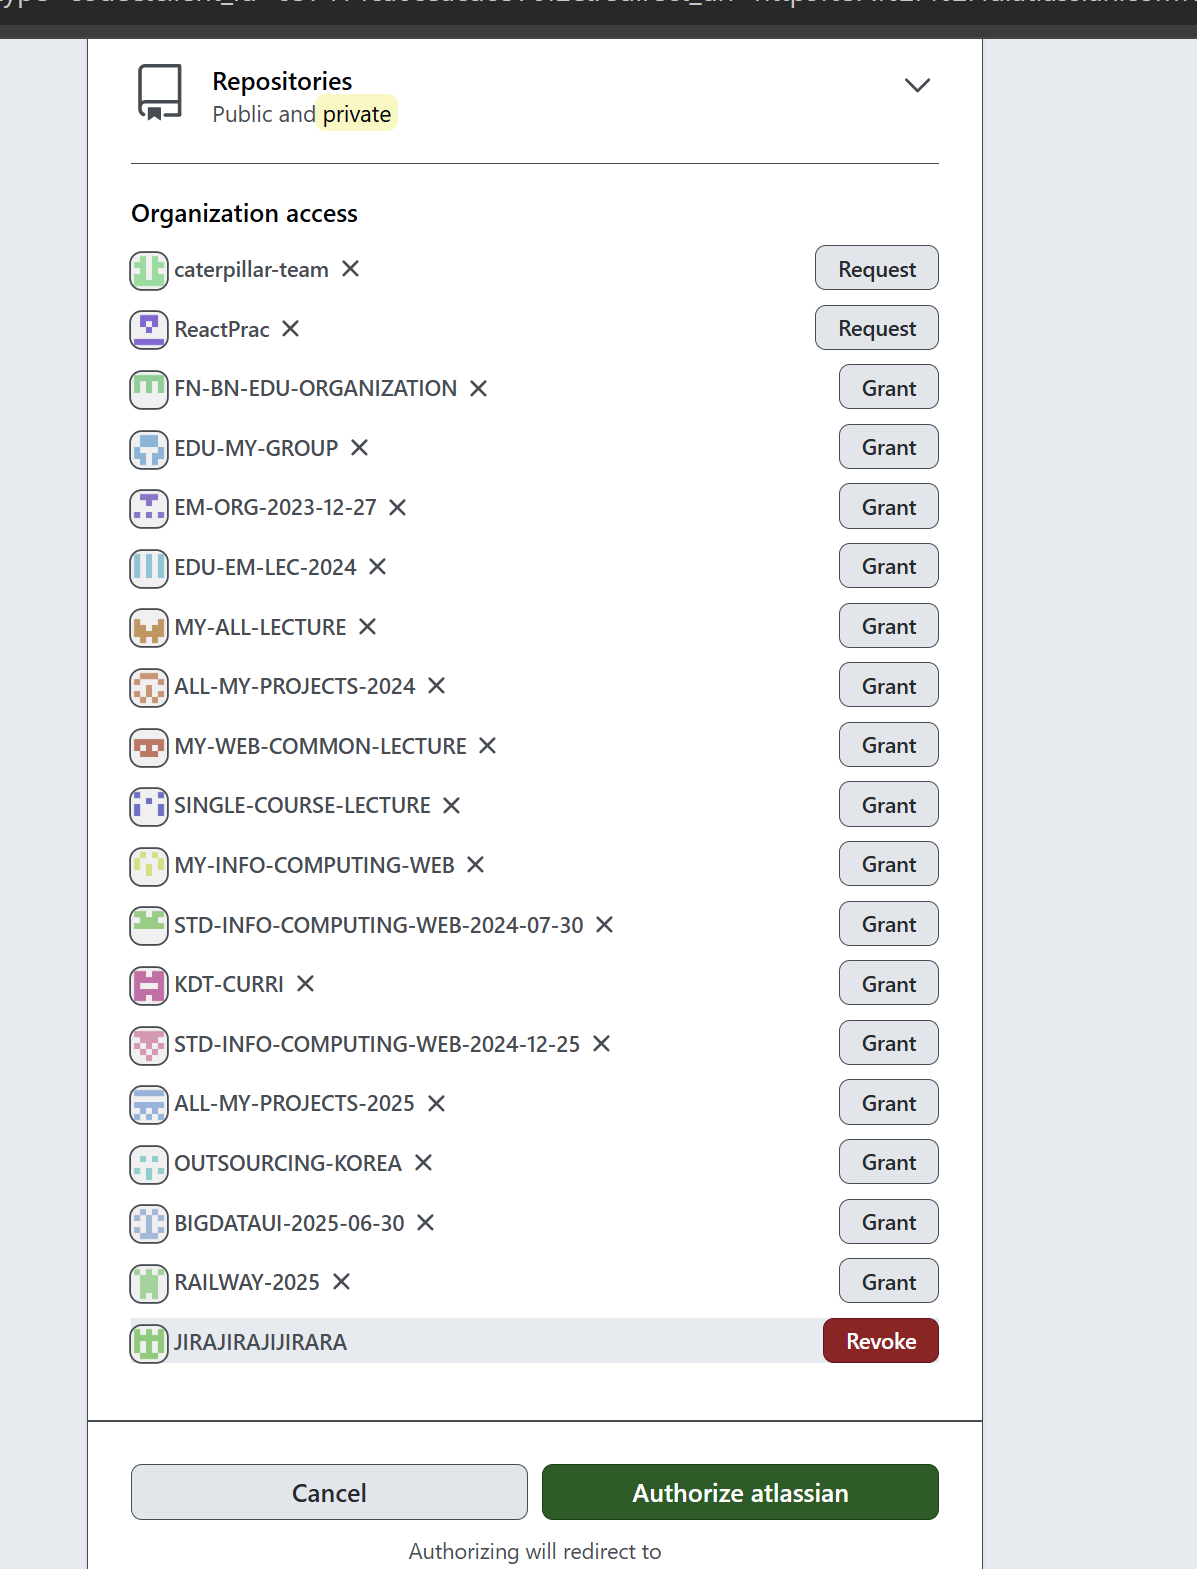 Repositories
Public and private
Organization access
caterpillar-team Request
ReactPrac Request
FN-BN-EDU-ORGANIZATION Grant
EDU-MY-GROUP Grant
EM-ORG-2023-12-27 Grant
EDU-EM-LEC-2024 Grant
MY-ALL-LECTURE Grant
ALL-MY-PROJECTS-2024 Grant
MY-WEB-COMMON-LECTURE Grant
SINGLE-COURSE-LECTURE Grant
MY-INFO-COMPUTING-WEB Grant
STD-INFO-COMPUTING-WEB-2024-07-30 Grant
KDT-CURRI Grant
STD-INFO-COMPUTING-WEB-2024-12-25 Grant
ALL-MY-PROJECTS-2025 Grant
OUTSOURCING-KOREA Grant
BIGDATAUI-2025-06-30 Grant
RAILWAY-2025 Grant
JIRAJIRAJIJIRARA Revoke
Cancel Authorize atlassian
Authorizing will redirect to